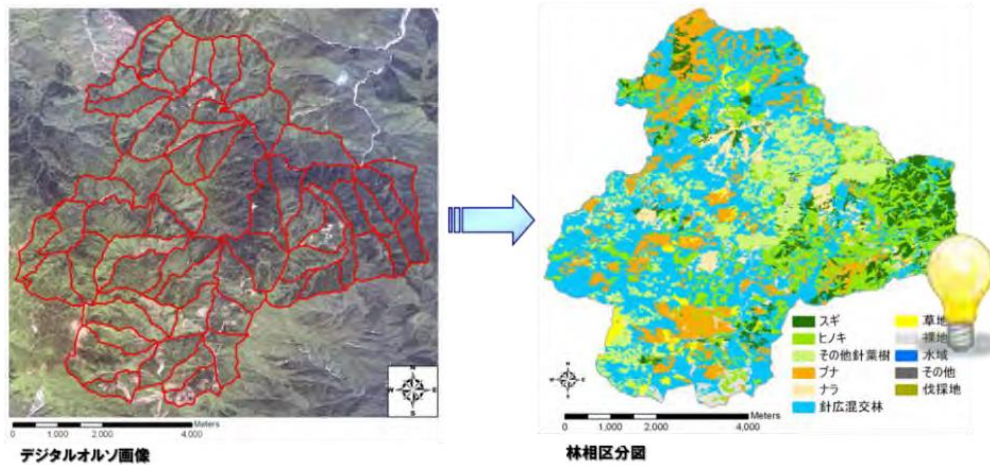 N
W E
S
Meters
0 1,000 2,000 4,000
デジタルオルソ画像
スギ
ヒノキ
その他針葉樹
ブナ
ナラ
針広混交林
草地
裸地
水域
その他
伐採地
N
W E
S
Meters
0 1,000 2,000 4,000
林相区分図